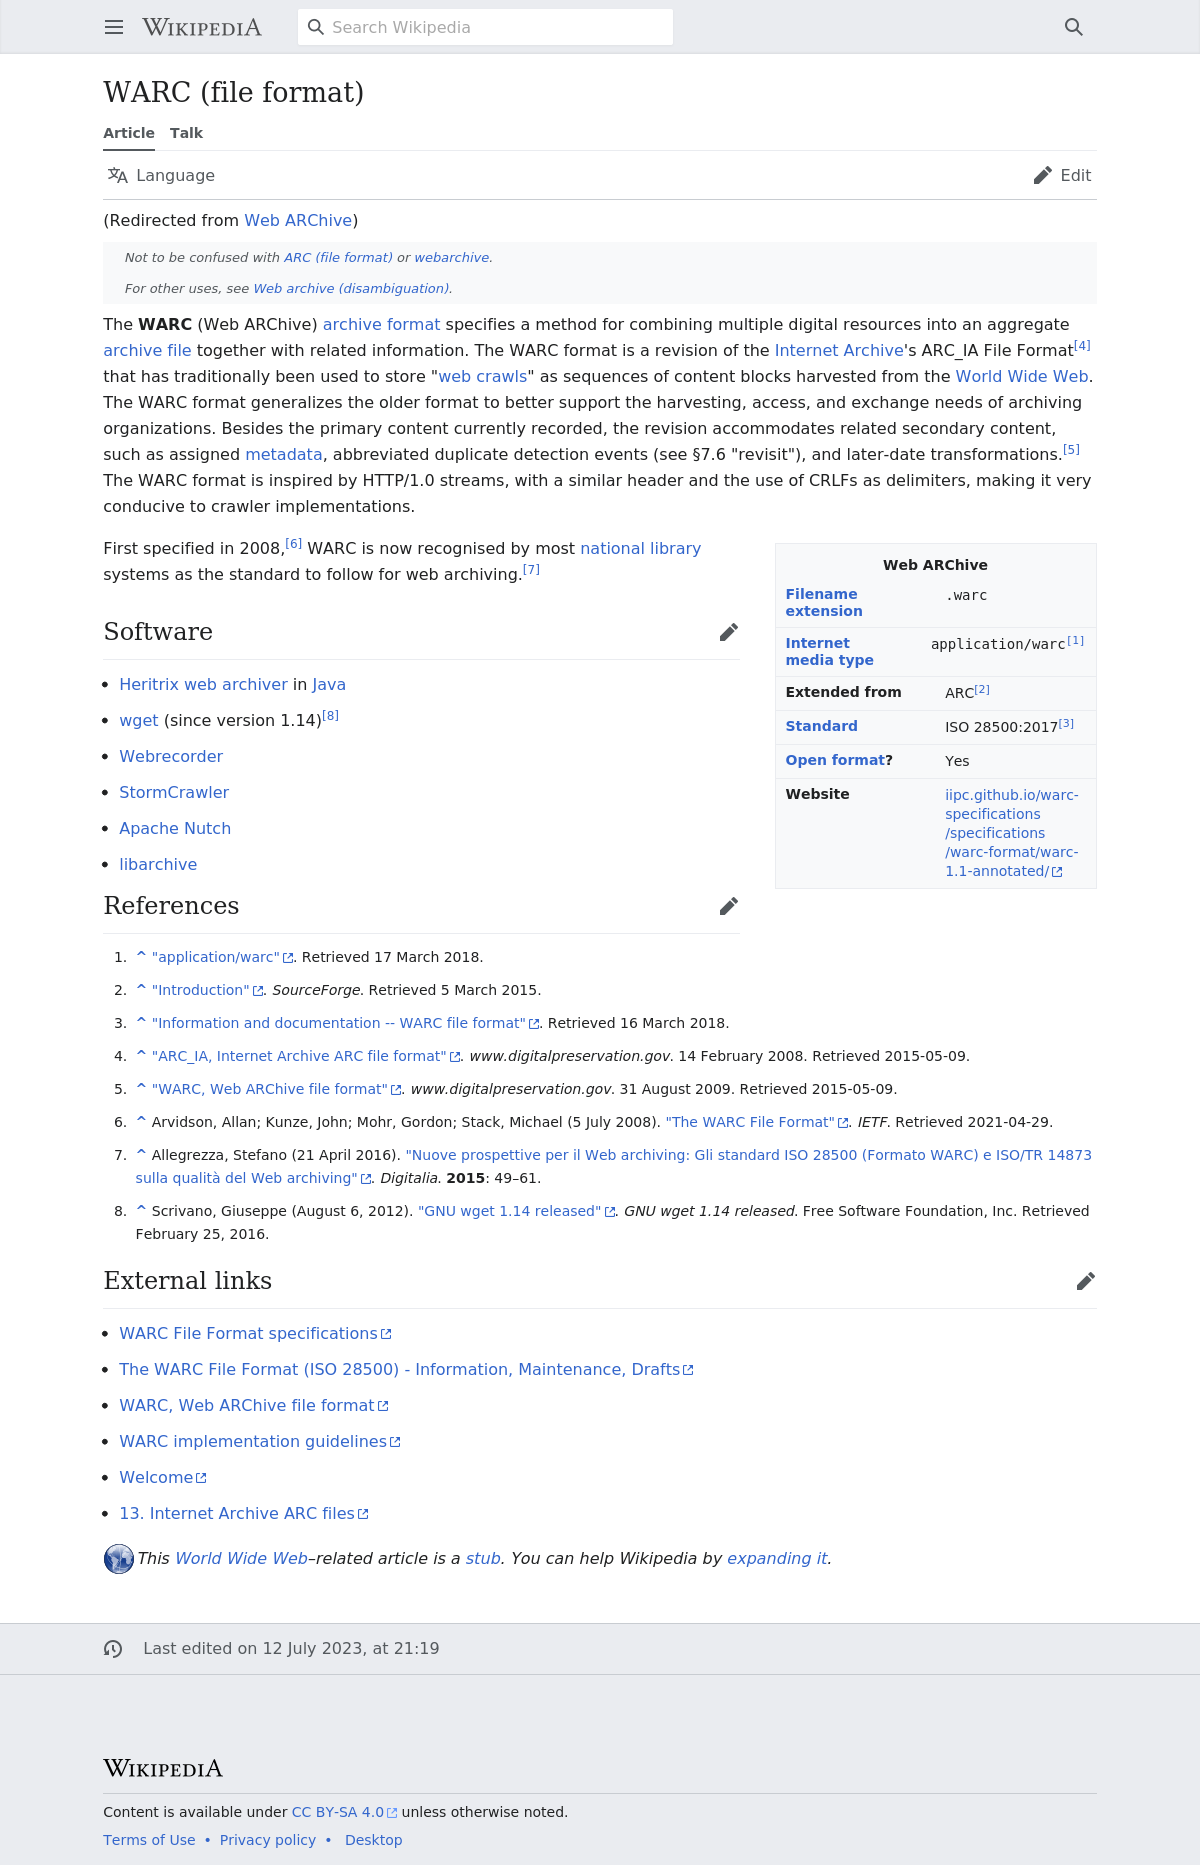 WIKIPEDIA
Search Wikipedia
WARC (file format)
Article Talk
Language
Edit
(Redirected from Web ARChive)
Not to be confused with ARC (file format) or webarchive.
For other uses, see Web archive (disambiguation).
The WARC (Web ARChive) archive format specifies a method for combining multiple digital resources into an aggregate
archive file together with related information. The WARC format is a revision of the Internet Archive's ARC_IA File Format[4]
that has traditionally been used to store "web crawls" as sequences of content blocks harvested from the World Wide Web.
The WARC format generalizes the older format to better support the harvesting, access, and exchange needs of archiving
organizations. Besides the primary content currently recorded, the revision accommodates related secondary content,
such as assigned metadata, abbreviated duplicate detection events (see §7.6 "revisit"), and later-date transformations.[5]
The WARC format is inspired by HTTP/1.0 streams, with a similar header and the use of CRLFs as delimiters, making it very
conducive to crawler implementations.
First specified in 2008,[6] WARC is now recognised by most national library
systems as the standard to follow for web archiving.[7]
Web ARChive
Filename
extension
.warc
Internet
media type
application/warc[1]
Extended from ARC[2]
Standard ISO 28500:2017[3]
Open format? Yes
Website
iipc.github.io/warc-
specifications
/specifications
/warc-format/warc-
1.1-annotated/
Software
Heritrix web archiver in Java
wget (since version 1.14)[8]
Webrecorder
StormCrawler
Apache Nutch
libarchive
References
1. ^ "application/warc". Retrieved 17 March 2018.
2. ^ "Introduction". SourceForge. Retrieved 5 March 2015.
3. ^ "Information and documentation -- WARC file format". Retrieved 16 March 2018.
4. ^ "ARC_IA, Internet Archive ARC file format". www.digitalpreservation.gov. 14 February 2008. Retrieved 2015-05-09.
5. ^ "WARC, Web ARChive file format". www.digitalpreservation.gov. 31 August 2009. Retrieved 2015-05-09.
6. ^ Arvidson, Allan; Kunze, John; Mohr, Gordon; Stack, Michael (5 July 2008). "The WARC File Format". IETF. Retrieved 2021-04-29.
7. ^ Allegrezza, Stefano (21 April 2016). "Nuove prospettive per il Web archiving: Gli standard ISO 28500 (Formato WARC) e ISO/TR 14873
sulla qualità del Web archiving". Digitalia. 2015: 49–61.
8. ^ Scrivano, Giuseppe (August 6, 2012). "GNU wget 1.14 released". GNU wget 1.14 released. Free Software Foundation, Inc. Retrieved
February 25, 2016.
External links
WARC File Format specifications
The WARC File Format (ISO 28500) - Information, Maintenance, Drafts
WARC, Web ARChive file format
WARC implementation guidelines
Welcome
13. Internet Archive ARC files
This World Wide Web–related article is a stub. You can help Wikipedia by expanding it.
Last edited on 12 July 2023, at 21:19
WIKIPEDIA
Content is available under CC BY-SA 4.0 unless otherwise noted.
Terms of Use • Privacy policy • Desktop